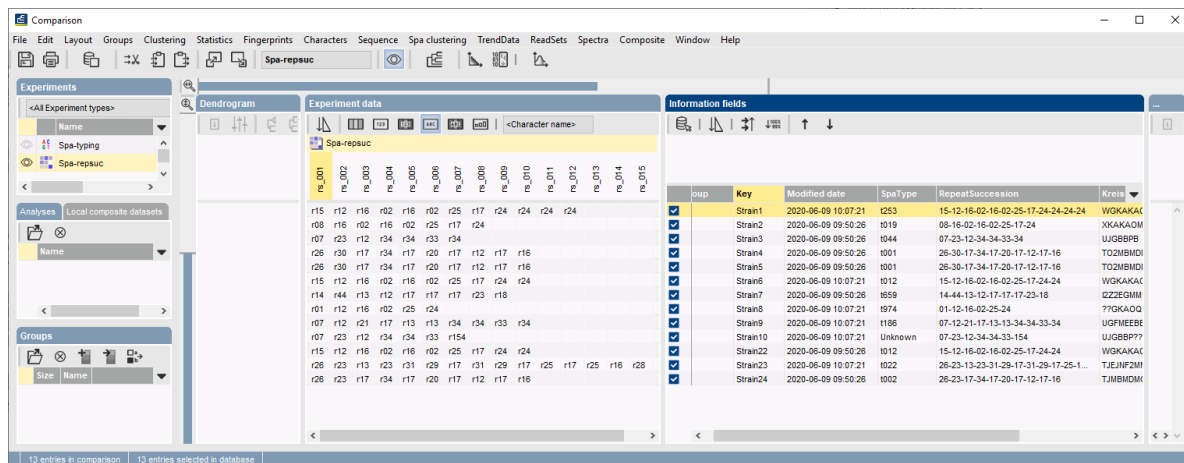 Comparison
File Edit Layout Groups Clustering Statistics Fingerprints Characters Sequence Spa clustering TrendData ReadSets Spectra Composite Window Help
Spa-repsuc
Experiments
<All Experiment types>
Name
Spa-typing
Spa-repsuc
Analyses Local composite datasets
Name
Groups
Size Name
Dendrogram
Experiment data
<Character name>
Spa-repsuc
rs_001 rs_002 rs_003 rs_004 rs_005 rs_006 rs_007 rs_008 rs_009 rs_010 rs_011 rs_012 rs_013 rs_014 rs_015
r15 r12 r16 r02 r16 r02 r25 r17 r24 r24 r24 r24
r08 r16 r02 r16 r02 r25 r17 r24
r07 r23 r12 r34 r34 r33 r34
r26 r30 r17 r34 r17 r20 r17 r12 r17 r16
r26 r30 r17 r34 r17 r20 r17 r12 r17 r16
r15 r12 r16 r02 r16 r02 r25 r17 r24 r24
r14 r44 r13 r12 r17 r17 r17 r23 r18
r01 r12 r16 r02 r25 r24
r07 r12 r21 r17 r13 r13 r34 r34 r33 r34
r07 r23 r12 r34 r34 r33 r154
r15 r12 r16 r02 r16 r02 r25 r17 r24 r24
r26 r23 r13 r23 r31 r29 r17 r31 r29 r17 r25 r17 r25 r16 r28
r26 r23 r17 r34 r17 r20 r17 r12 r17 r16
Information fields
oup Key Modified date SpaType RepeatSuccession Kreis
Strain1 2020-06-09 10:07:21 t253 15-12-16-02-16-02-25-17-24-24-24-24 WGKAKAC
Strain2 2020-06-09 09:50:26 t019 08-16-02-16-02-25-17-24 XKAKAOM
Strain3 2020-06-09 09:50:26 t044 07-23-12-34-34-33-34 UJGBBPB
Strain4 2020-06-09 09:50:26 t001 26-30-17-34-17-20-17-12-17-16 TO2MBMDI
Strain5 2020-06-09 09:50:26 t001 26-30-17-34-17-20-17-12-17-16 TO2MBMDI
Strain6 2020-06-09 10:07:21 t012 15-12-16-02-16-02-25-17-24-24 WGKAKAC
Strain7 2020-06-09 09:50:26 t659 14-44-13-12-17-17-17-23-18 I2Z2EGMM
Strain8 2020-06-09 10:07:21 t974 01-12-16-02-25-24 ??GKAOQ
Strain9 2020-06-09 10:07:21 t186 07-12-21-17-13-13-34-34-33-34 UGFMEEBE
Strain10 2020-06-09 10:07:21 Unknown 07-23-12-34-34-33-154 UJGBBP??
Strain22 2020-06-09 09:50:26 t012 15-12-16-02-16-02-25-17-24-24 WGKAKAC
Strain23 2020-06-09 10:07:21 t022 26-23-13-23-31-29-17-31-29-17-25-1... TJEJNF2MI
Strain24 2020-06-09 09:50:26 t002 26-23-17-34-17-20-17-12-17-16 TJMBMDM
...
13 entries in comparison 13 entries selected in database